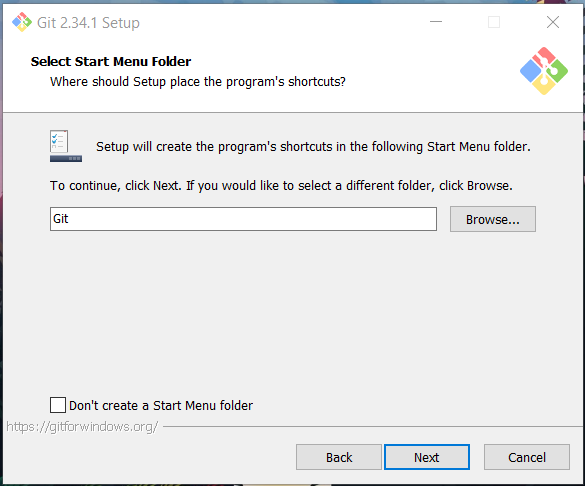 Git 2.34.1 Setup
Select Start Menu Folder
Where should Setup place the program's shortcuts?
Setup will create the program's shortcuts in the following Start Menu folder.
To continue, click Next. If you would like to select a different folder, click Browse.
Git
Browse...
Don't create a Start Menu folder
https://gitforwindows.org/
Back
Next
Cancel